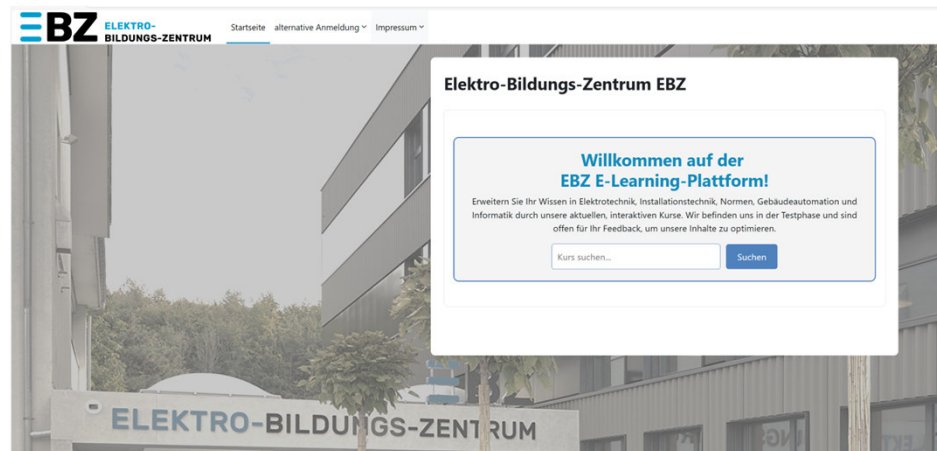 EBZ ELEKTRO-
BILDUNGS-ZENTRUM
Startseite alternative Anmeldung Impressum
Elektro-Bildungs-Zentrum EBZ
Willkommen auf der
EBZ E-Learning-Plattform!
Erweitern Sie Ihr Wissen in Elektrotechnik, Installationstechnik, Normen, Gebäudeautomation und
Informatik durch unsere aktuellen, interaktiven Kurse. Wir befinden uns in der Testphase und sind
offen für Ihr Feedback, um unsere Inhalte zu optimieren.
Kurs suchen... Suchen
ELEKTRO-BILDUNGS-ZENTRUM